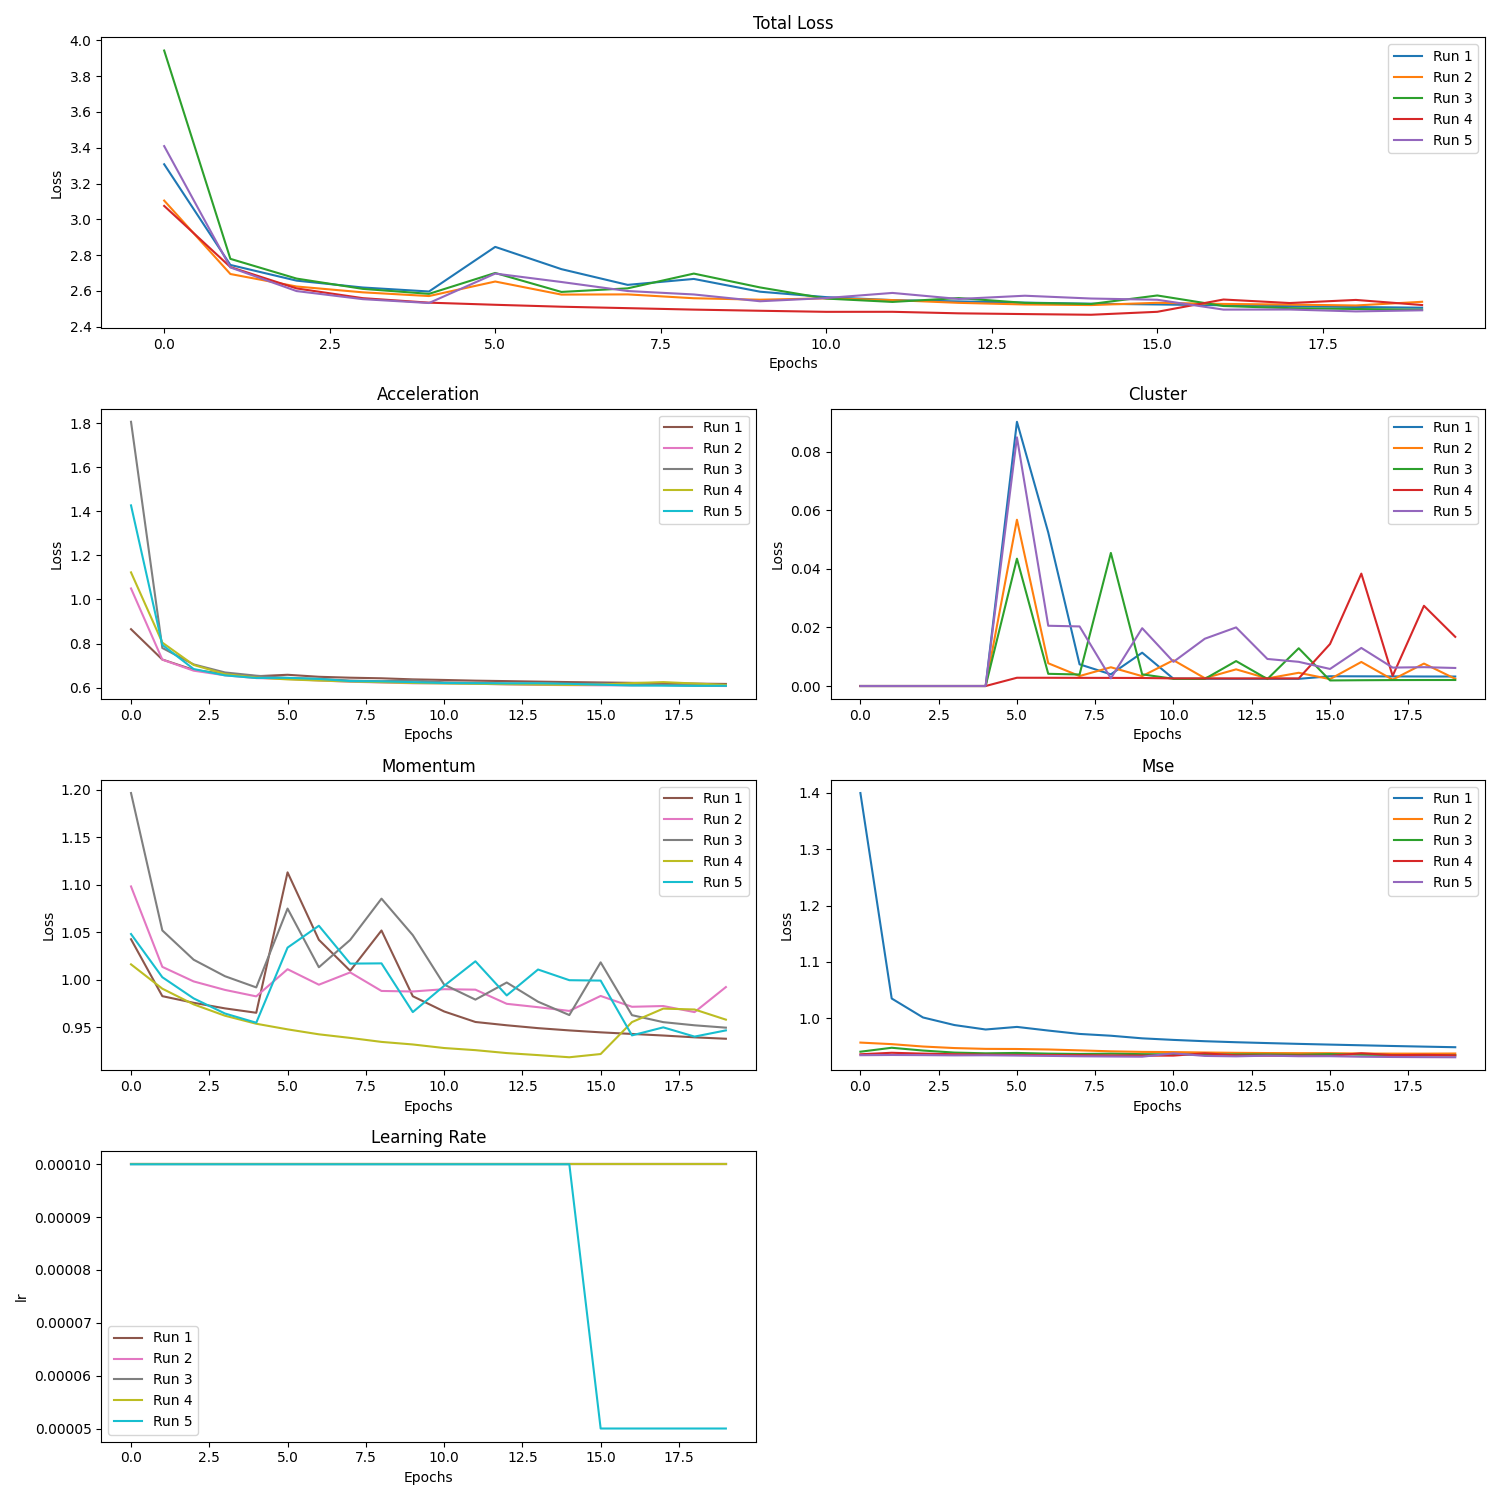 Total Loss
Loss
4.0
3.8
3.6
3.4
3.2
3.0
2.8
2.6
2.4
Run 1
Run 2
Run 3
Run 4
Run 5
0.0 2.5 5.0 7.5 10.0 12.5 15.0 17.5
Epochs
Acceleration
Loss
1.8
1.6
1.4
1.2
1.0
0.8
0.6
Run 1
Run 2
Run 3
Run 4
Run 5
0.0 2.5 5.0 7.5 10.0 12.5 15.0 17.5
Epochs
Cluster
Loss
0.08
0.06
0.04
0.02
0.00
Run 1
Run 2
Run 3
Run 4
Run 5
0.0 2.5 5.0 7.5 10.0 12.5 15.0 17.5
Epochs
Momentum
Loss
1.20
1.15
1.10
1.05
1.00
0.95
Run 1
Run 2
Run 3
Run 4
Run 5
0.0 2.5 5.0 7.5 10.0 12.5 15.0 17.5
Epochs
Mse
Loss
1.4
1.3
1.2
1.1
1.0
Run 1
Run 2
Run 3
Run 4
Run 5
0.0 2.5 5.0 7.5 10.0 12.5 15.0 17.5
Epochs
Learning Rate
lr
0.00010
0.00009
0.00008
0.00007
0.00006
0.00005
Run 1
Run 2
Run 3
Run 4
Run 5
0.0 2.5 5.0 7.5 10.0 12.5 15.0 17.5
Epochs